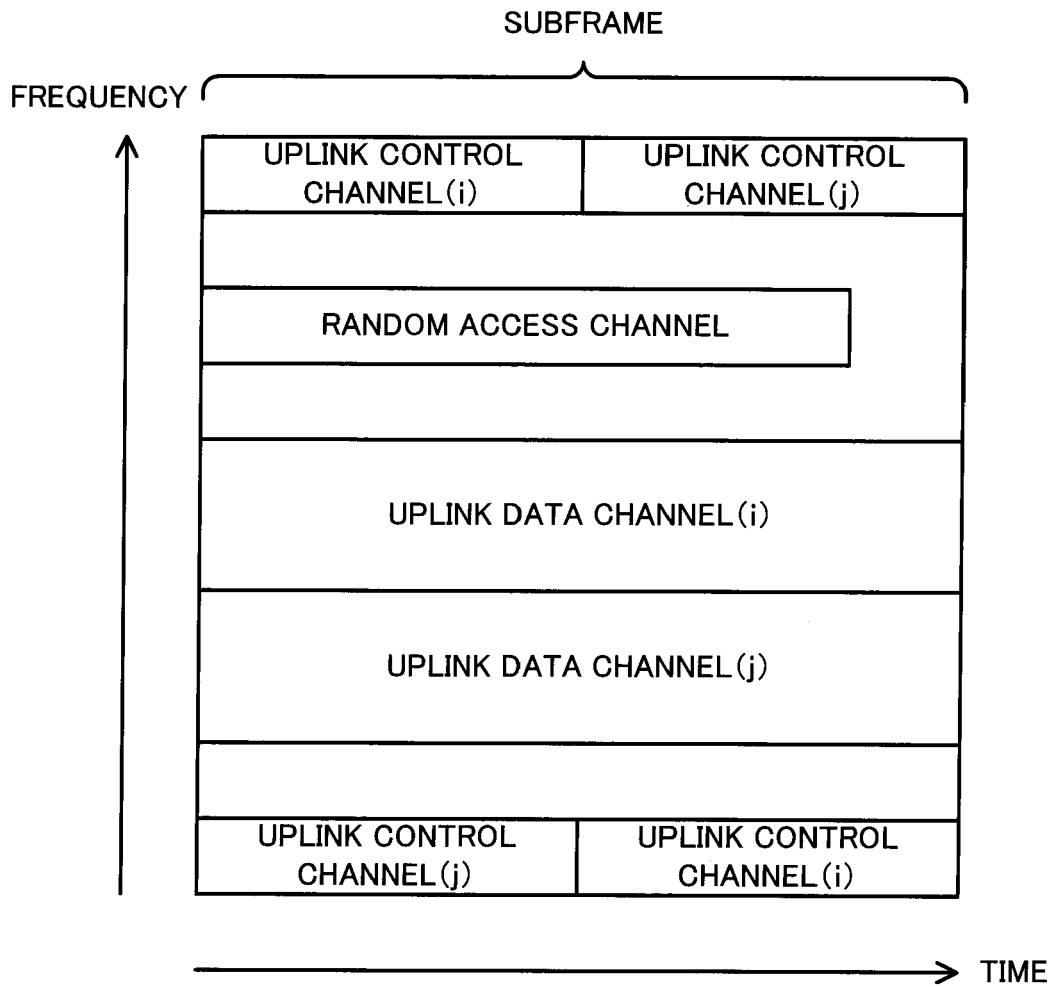 SUBFRAME
FREQUENCY
UPLINK CONTROL
CHANNEL(i)
UPLINK CONTROL
CHANNEL(j)
RANDOM ACCESS CHANNEL
UPLINK DATA CHANNEL(i)
UPLINK DATA CHANNEL(j)
UPLINK CONTROL
CHANNEL(j)
UPLINK CONTROL
CHANNEL(i)
TIME